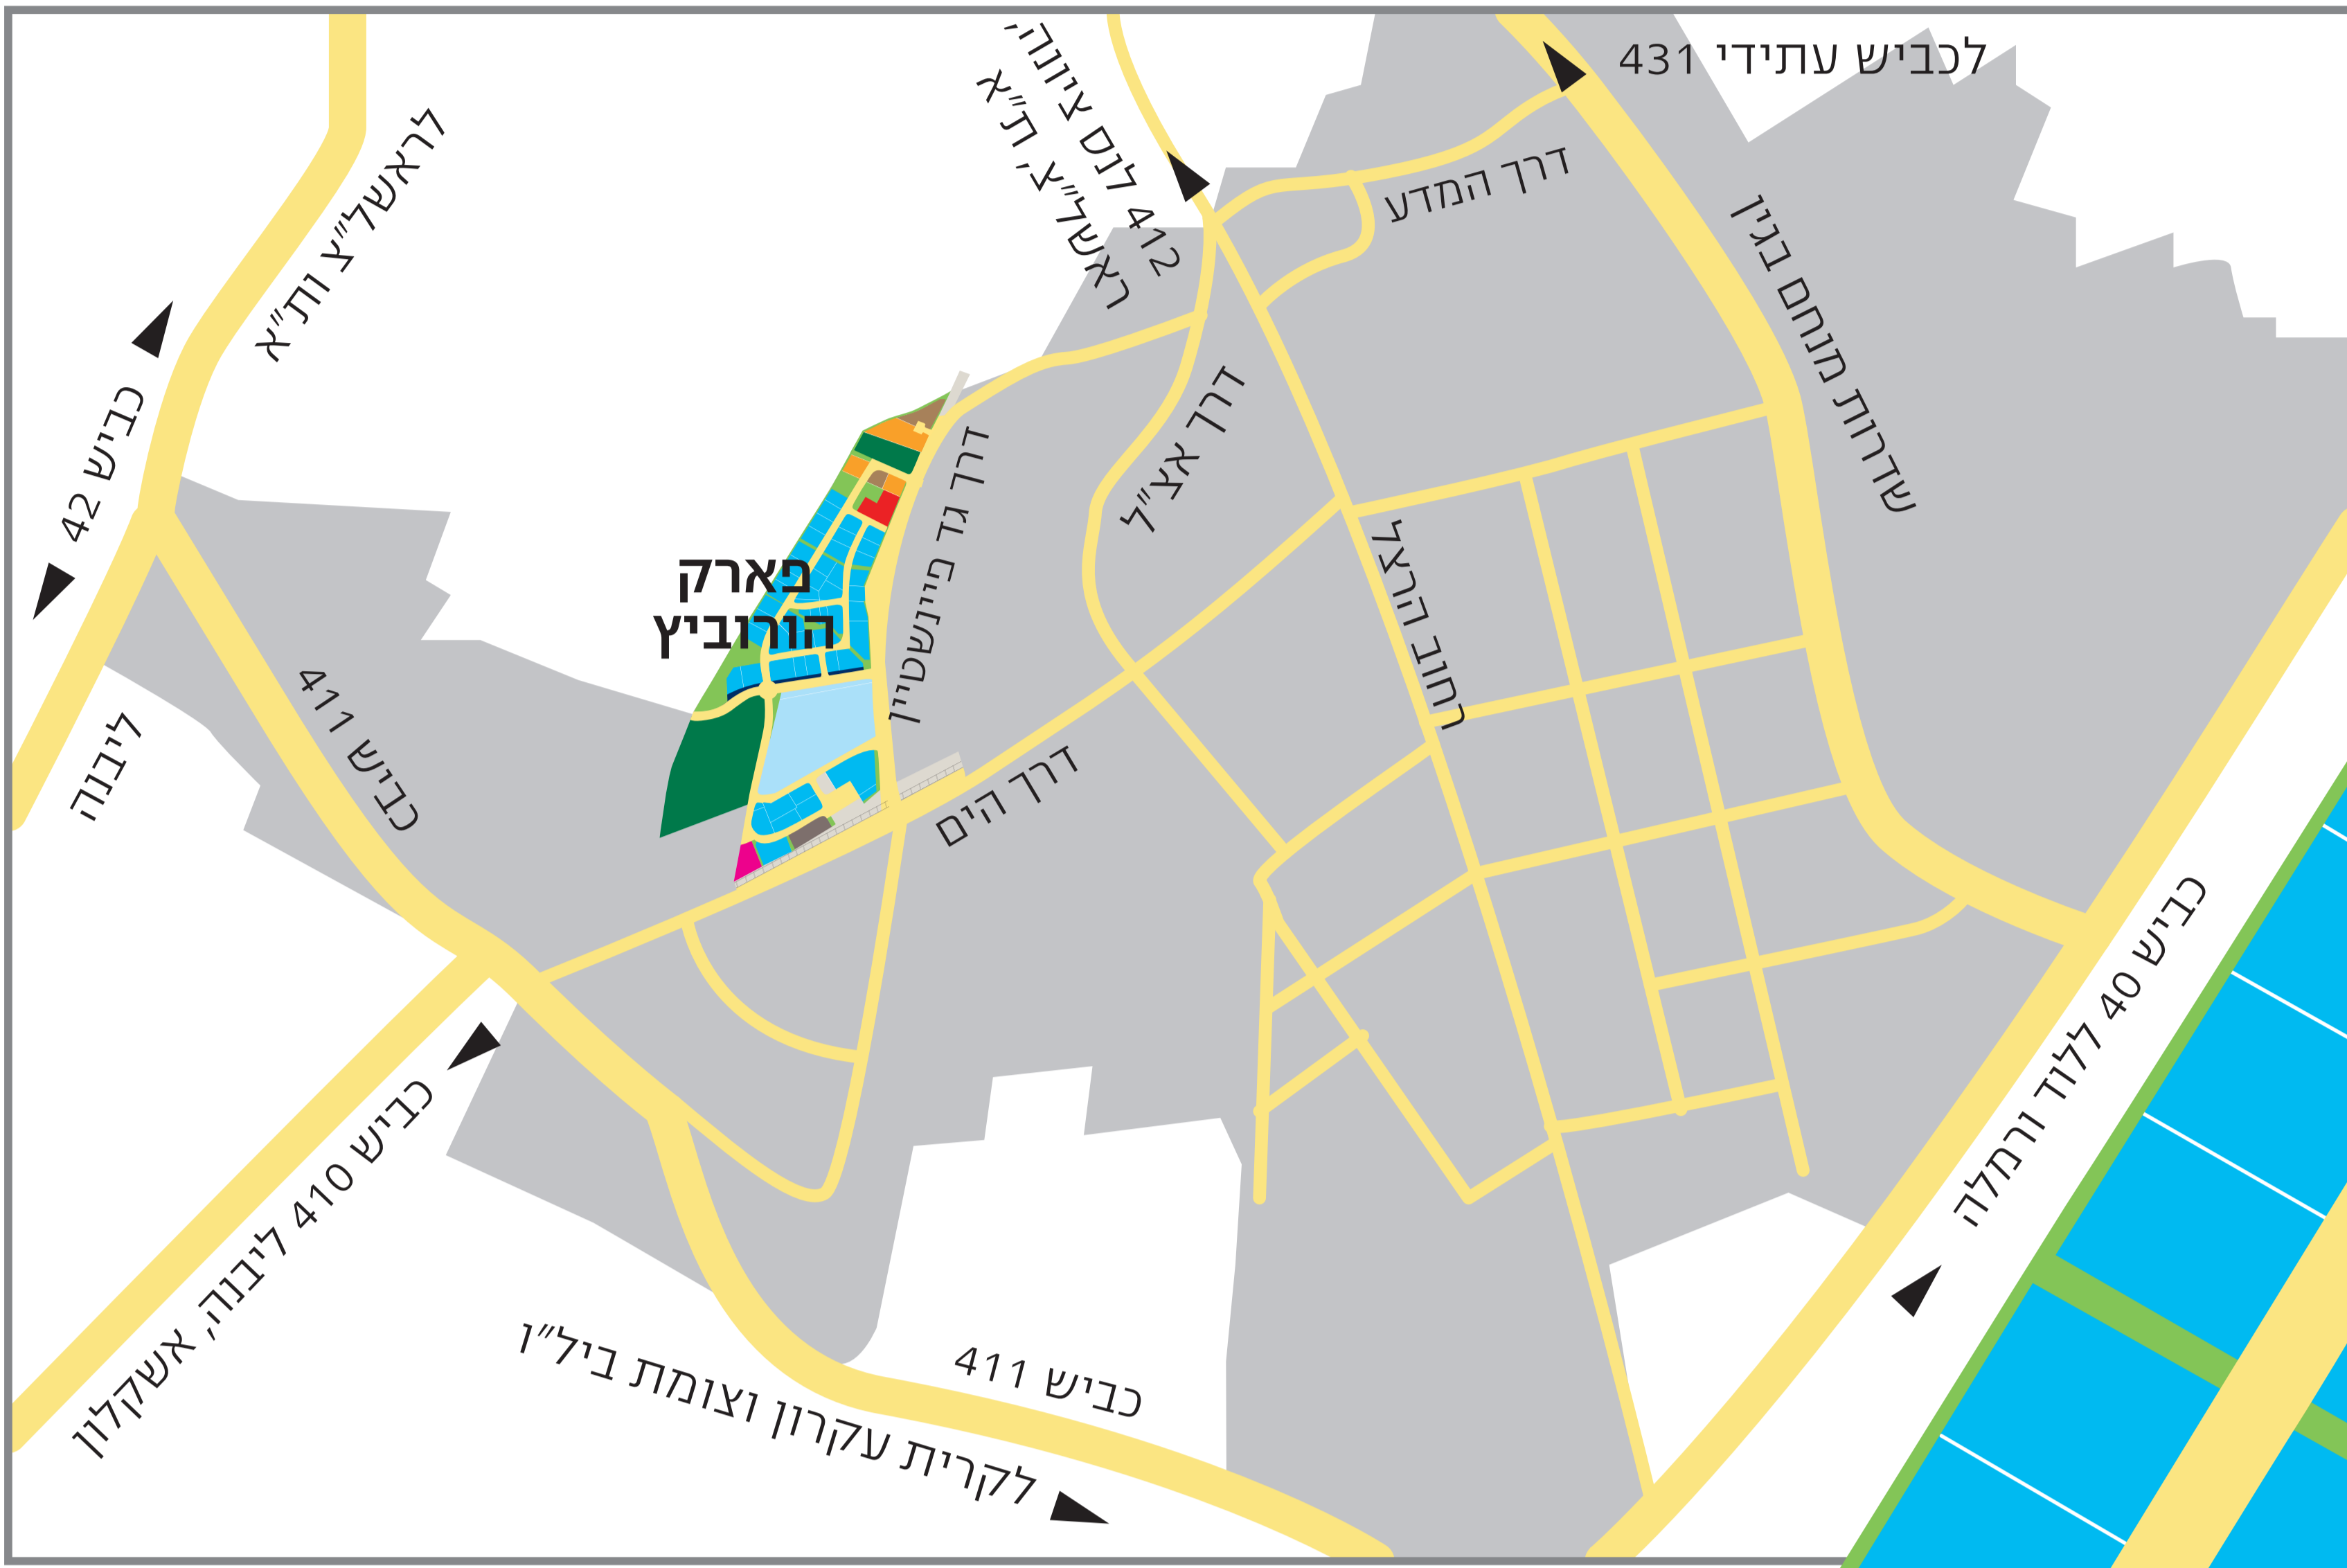 לכביש עתידי 431
412 לנס ציונה,
ראשל״צ, ת״א
דרך המדע
שדרות מנחם בגין
לראשל״צ ות״א
כביש 42
ליבנה
כביש 411
פארק
הורוביץ
דרך פיינשטיין
דרך אצ״ל
רחוב הרצל
דרך הים
כביש 40 ללוד ורמלה
כביש 410 ליבנה, אשקלון
כביש 411
לקרית עקרון וצומת ביל״ו